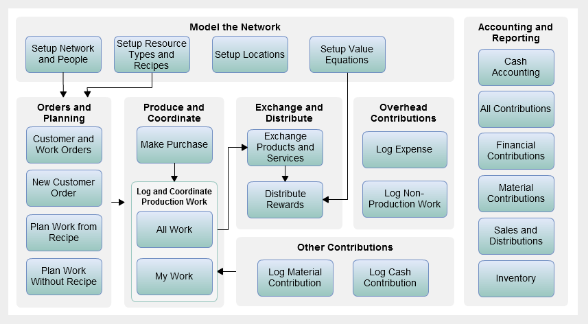 Model the Network
Setup Network
and People
Setup Resource
Types and
Recipes
Setup Locations
Setup Value
Equations
Orders and
Planning
Customer and
Work Orders
New Customer
Order
Plan Work from
Recipe
Plan Work
Without Recipe
Produce and
Coordinate
Make Purchase
Log and Coordinate
Production Work
All Work
My Work
Exchange and
Distribute
Exchange
Products and
Services
Distribute
Rewards
Overhead
Contributions
Log Expense
Log Non-
Production Work
Other Contributions
Log Material
Contribution
Log Cash
Contribution
Accounting and
Reporting
Cash
Accounting
All Contributions
Financial
Contributions
Material
Contributions
Sales and
Distributions
Inventory